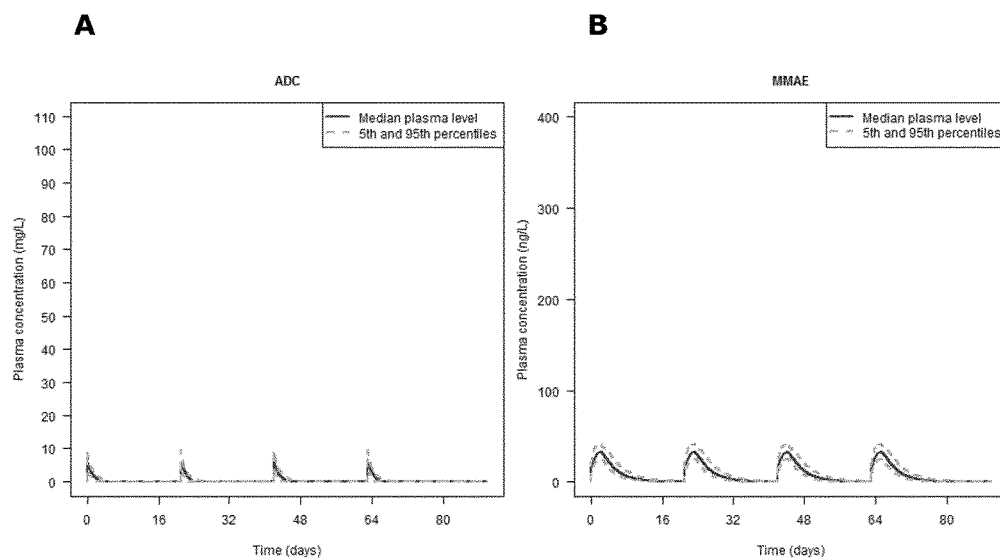 A
B
ADC
MMAE
Median plasma level
5th and 95th percentiles
Median plasma level
5th and 95th percentiles
Plasma concentration (mg/L)
110
100
90
80
70
60
50
40
30
20
10
0
0 16 32 48 64 80
Time (days)
Plasma concentration (ng/L)
400
300
200
100
0
0 16 32 48 64 80
Time (days)